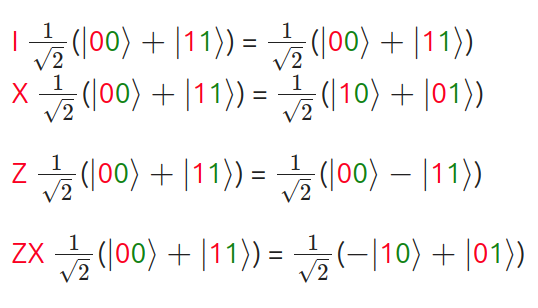 I 1/√2 (|00⟩ + |11⟩) = 1/√2 (|00⟩ + |11⟩)
X 1/√2 (|00⟩ + |11⟩) = 1/√2 (|10⟩ + |01⟩)
Z 1/√2 (|00⟩ + |11⟩) = 1/√2 (|00⟩ − |11⟩)
ZX 1/√2 (|00⟩ + |11⟩) = 1/√2 (−|10⟩ + |01⟩)